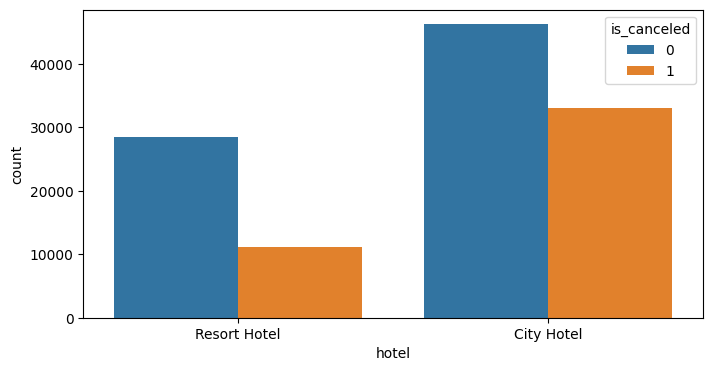 is_canceled
0
1
40000
30000
20000
10000
0
count
Resort Hotel
City Hotel
hotel